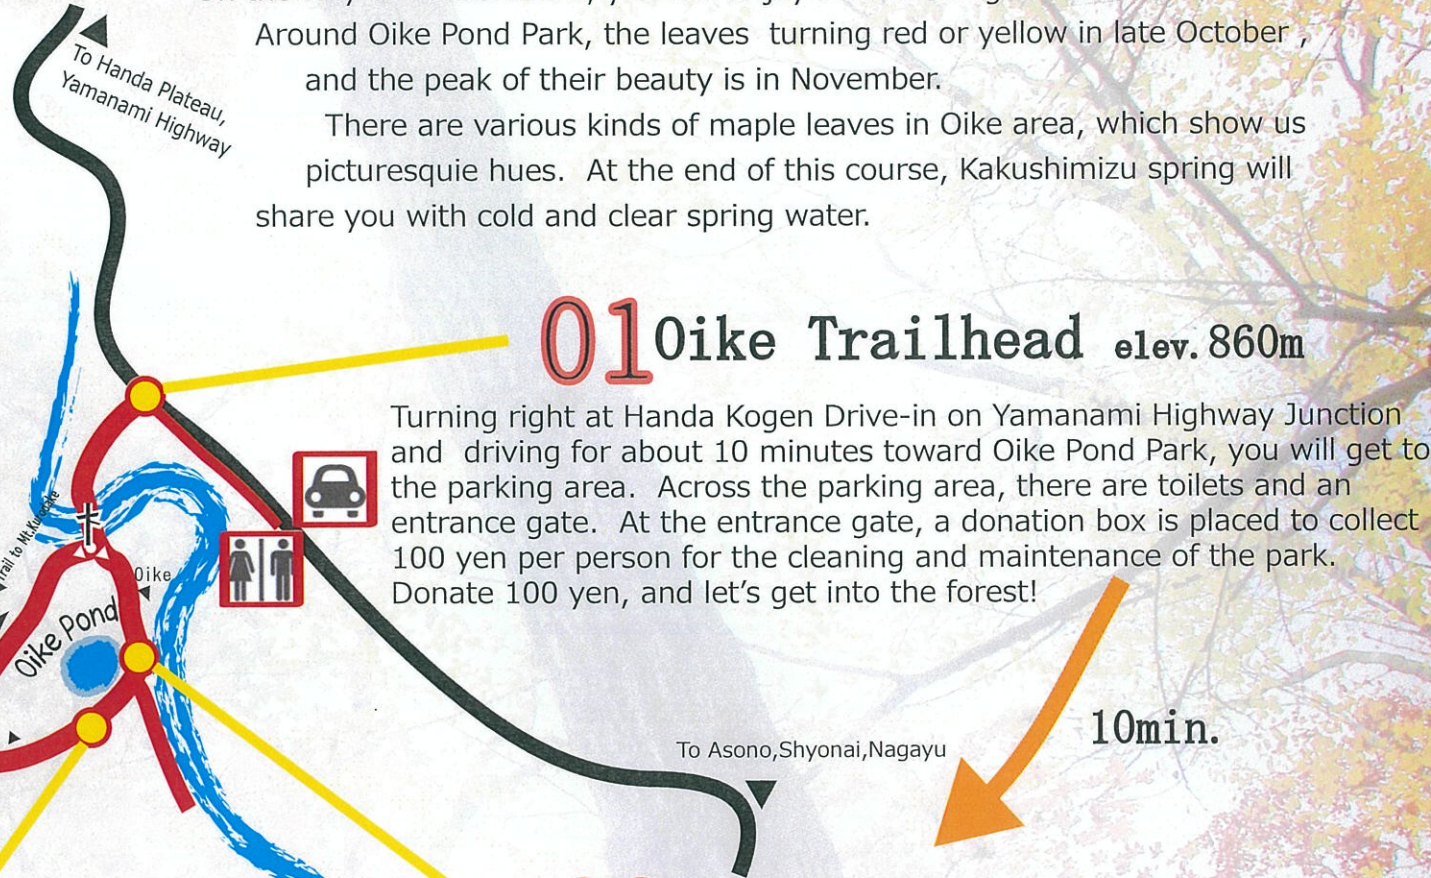 Around Oike Pond Park, the leaves turning red or yellow in late October ,
and the peak of their beauty is in November.
There are various kinds of maple leaves in Oike area, which show us
picturesquie hues. At the end of this course, Kakushimizu spring will
share you with cold and clear spring water.
To Handa Plateau,
Yamanami Highway
01 Oike Trailhead elev. 860m
Turning right at Handa Kogen Drive-in on Yamanami Highway Junction
and driving for about 10 minutes toward Oike Pond Park, you will get to
the parking area. Across the parking area, there are toilets and an
entrance gate. At the entrance gate, a donation box is placed to collect
100 yen per person for the cleaning and maintenance of the park.
Donate 100 yen, and let's get into the forest!
Trail to Mt.Kurodake
Oike
Oike Pond
10min.
To Asono,Shyonai,Nagayu